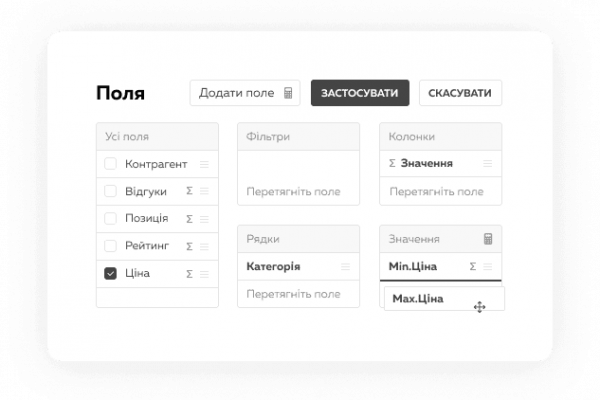 Поля
Додати поле
ЗАСТОСУВАТИ
СКАСУВАТИ
Усі поля
Контрагент
Відгуки Σ
Позиція Σ
Рейтинг Σ
Ціна Σ
Фільтри
Перетягніть поле
Колонки
Σ Значення
Перетягніть поле
Рядки
Категорія
Перетягніть поле
Значення
Min.Ціна Σ
Max.Ціна